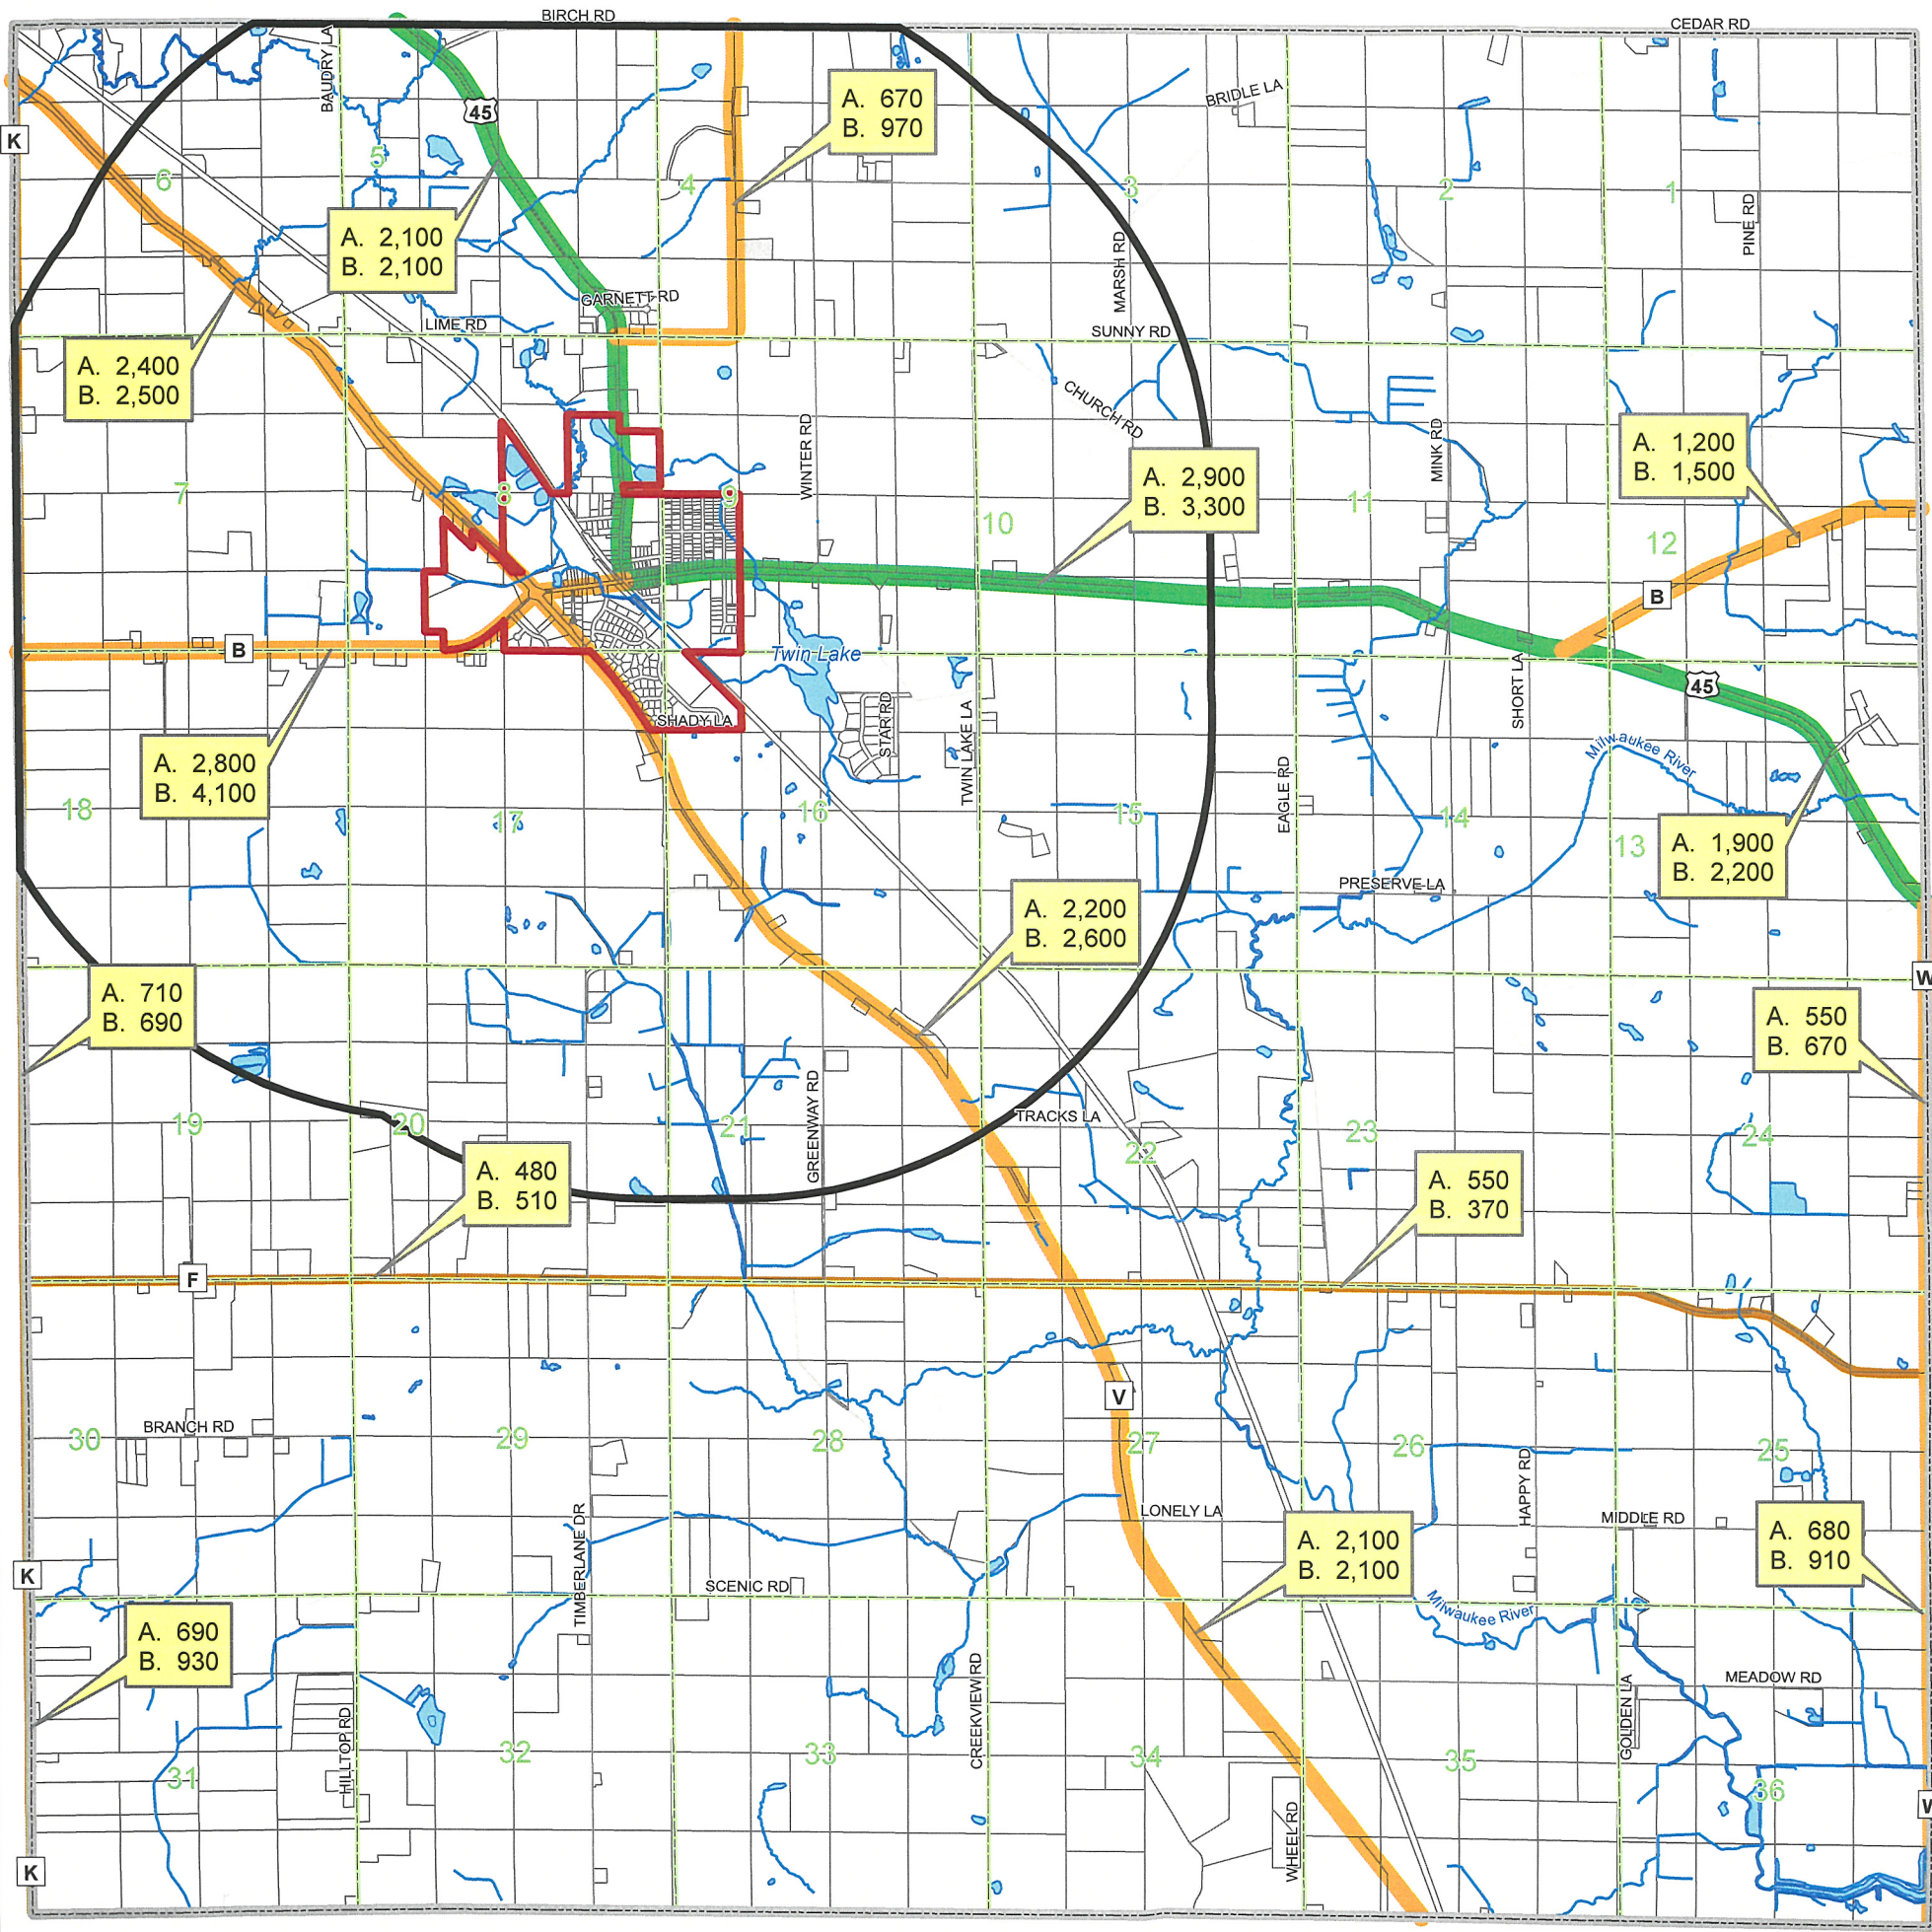 BIRCH RD
CEDAR RD
BAUDRY LA
45
A. 670
B. 970
BRIDLE LA
K
5
6
4
3
2
1
PINE RD
A. 2,100
B. 2,100
MARSH RD
GARNETT RD
LIME RD
SUNNY RD
A. 2,400
B. 2,500
CHURCH RD
WINTER RD
MINK RD
A. 1,200
B. 1,500
A. 2,900
B. 3,300
7
8
9
10
11
12
B
B
Twin Lake
45
SHORT LA
SHADY LA
STAR RD
TWIN LAKE LA
Milwaukee River
A. 2,800
B. 4,100
EAGLE RD
18
17
16
15
14
13
A. 1,900
B. 2,200
PRESERVE LA
A. 2,200
B. 2,600
W
A. 710
B. 690
A. 550
B. 670
GREENWAY RD
TRACKS LA
19
20
21
22
23
24
A. 480
B. 510
A. 550
B. 370
F
V
BRANCH RD
30
29
28
27
26
25
HAPPY RD
LONELY LA
MIDDLE RD
TIMBERLANE DR
A. 2,100
B. 2,100
A. 680
B. 910
K
SCENIC RD
Milwaukee River
A. 690
B. 930
CREEKVIEW RD
MEADOW RD
GOLDEN LA
HILLTOP RD
31
32
33
34
35
36
WHEEL RD
W
K